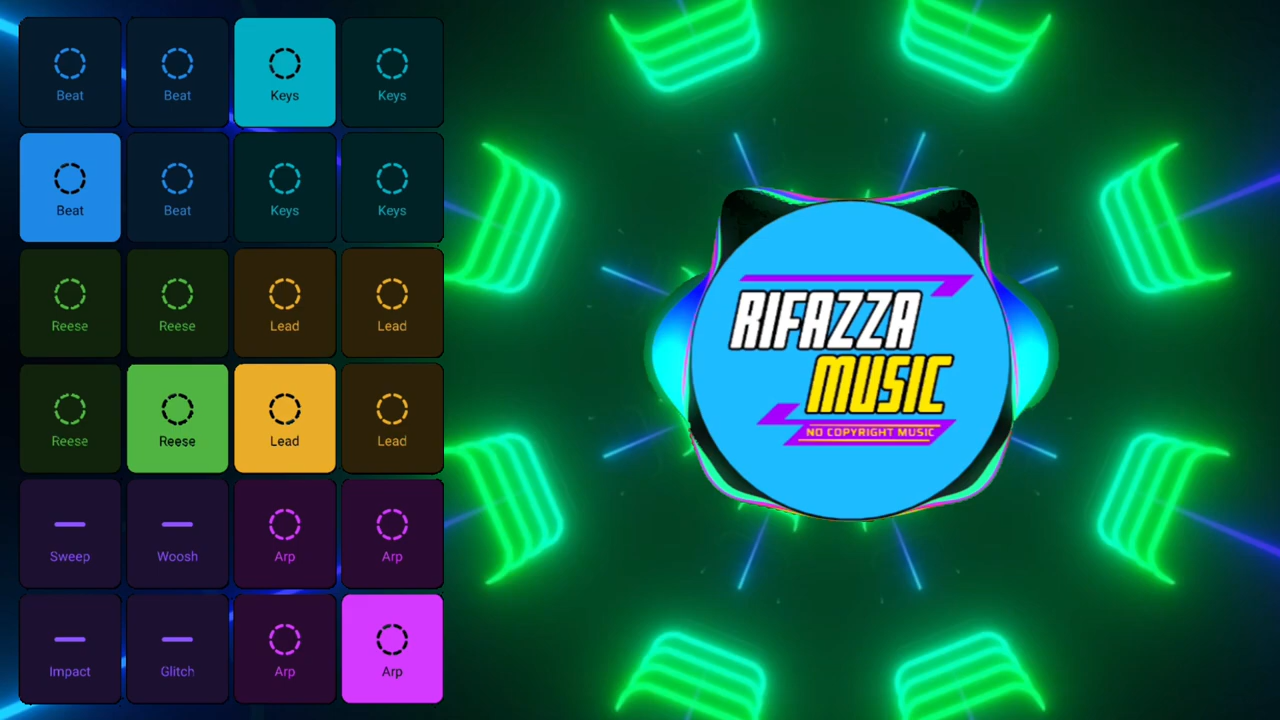 Beat
Beat
Keys
Keys
Beat
Beat
Keys
Keys
Reese
Reese
Lead
Lead
Reese
Reese
Lead
Lead
Sweep
Woosh
Arp
Arp
Impact
Glitch
Arp
Arp
RIFAZZA
MUSIC
NO COPYRIGHT MUSIC